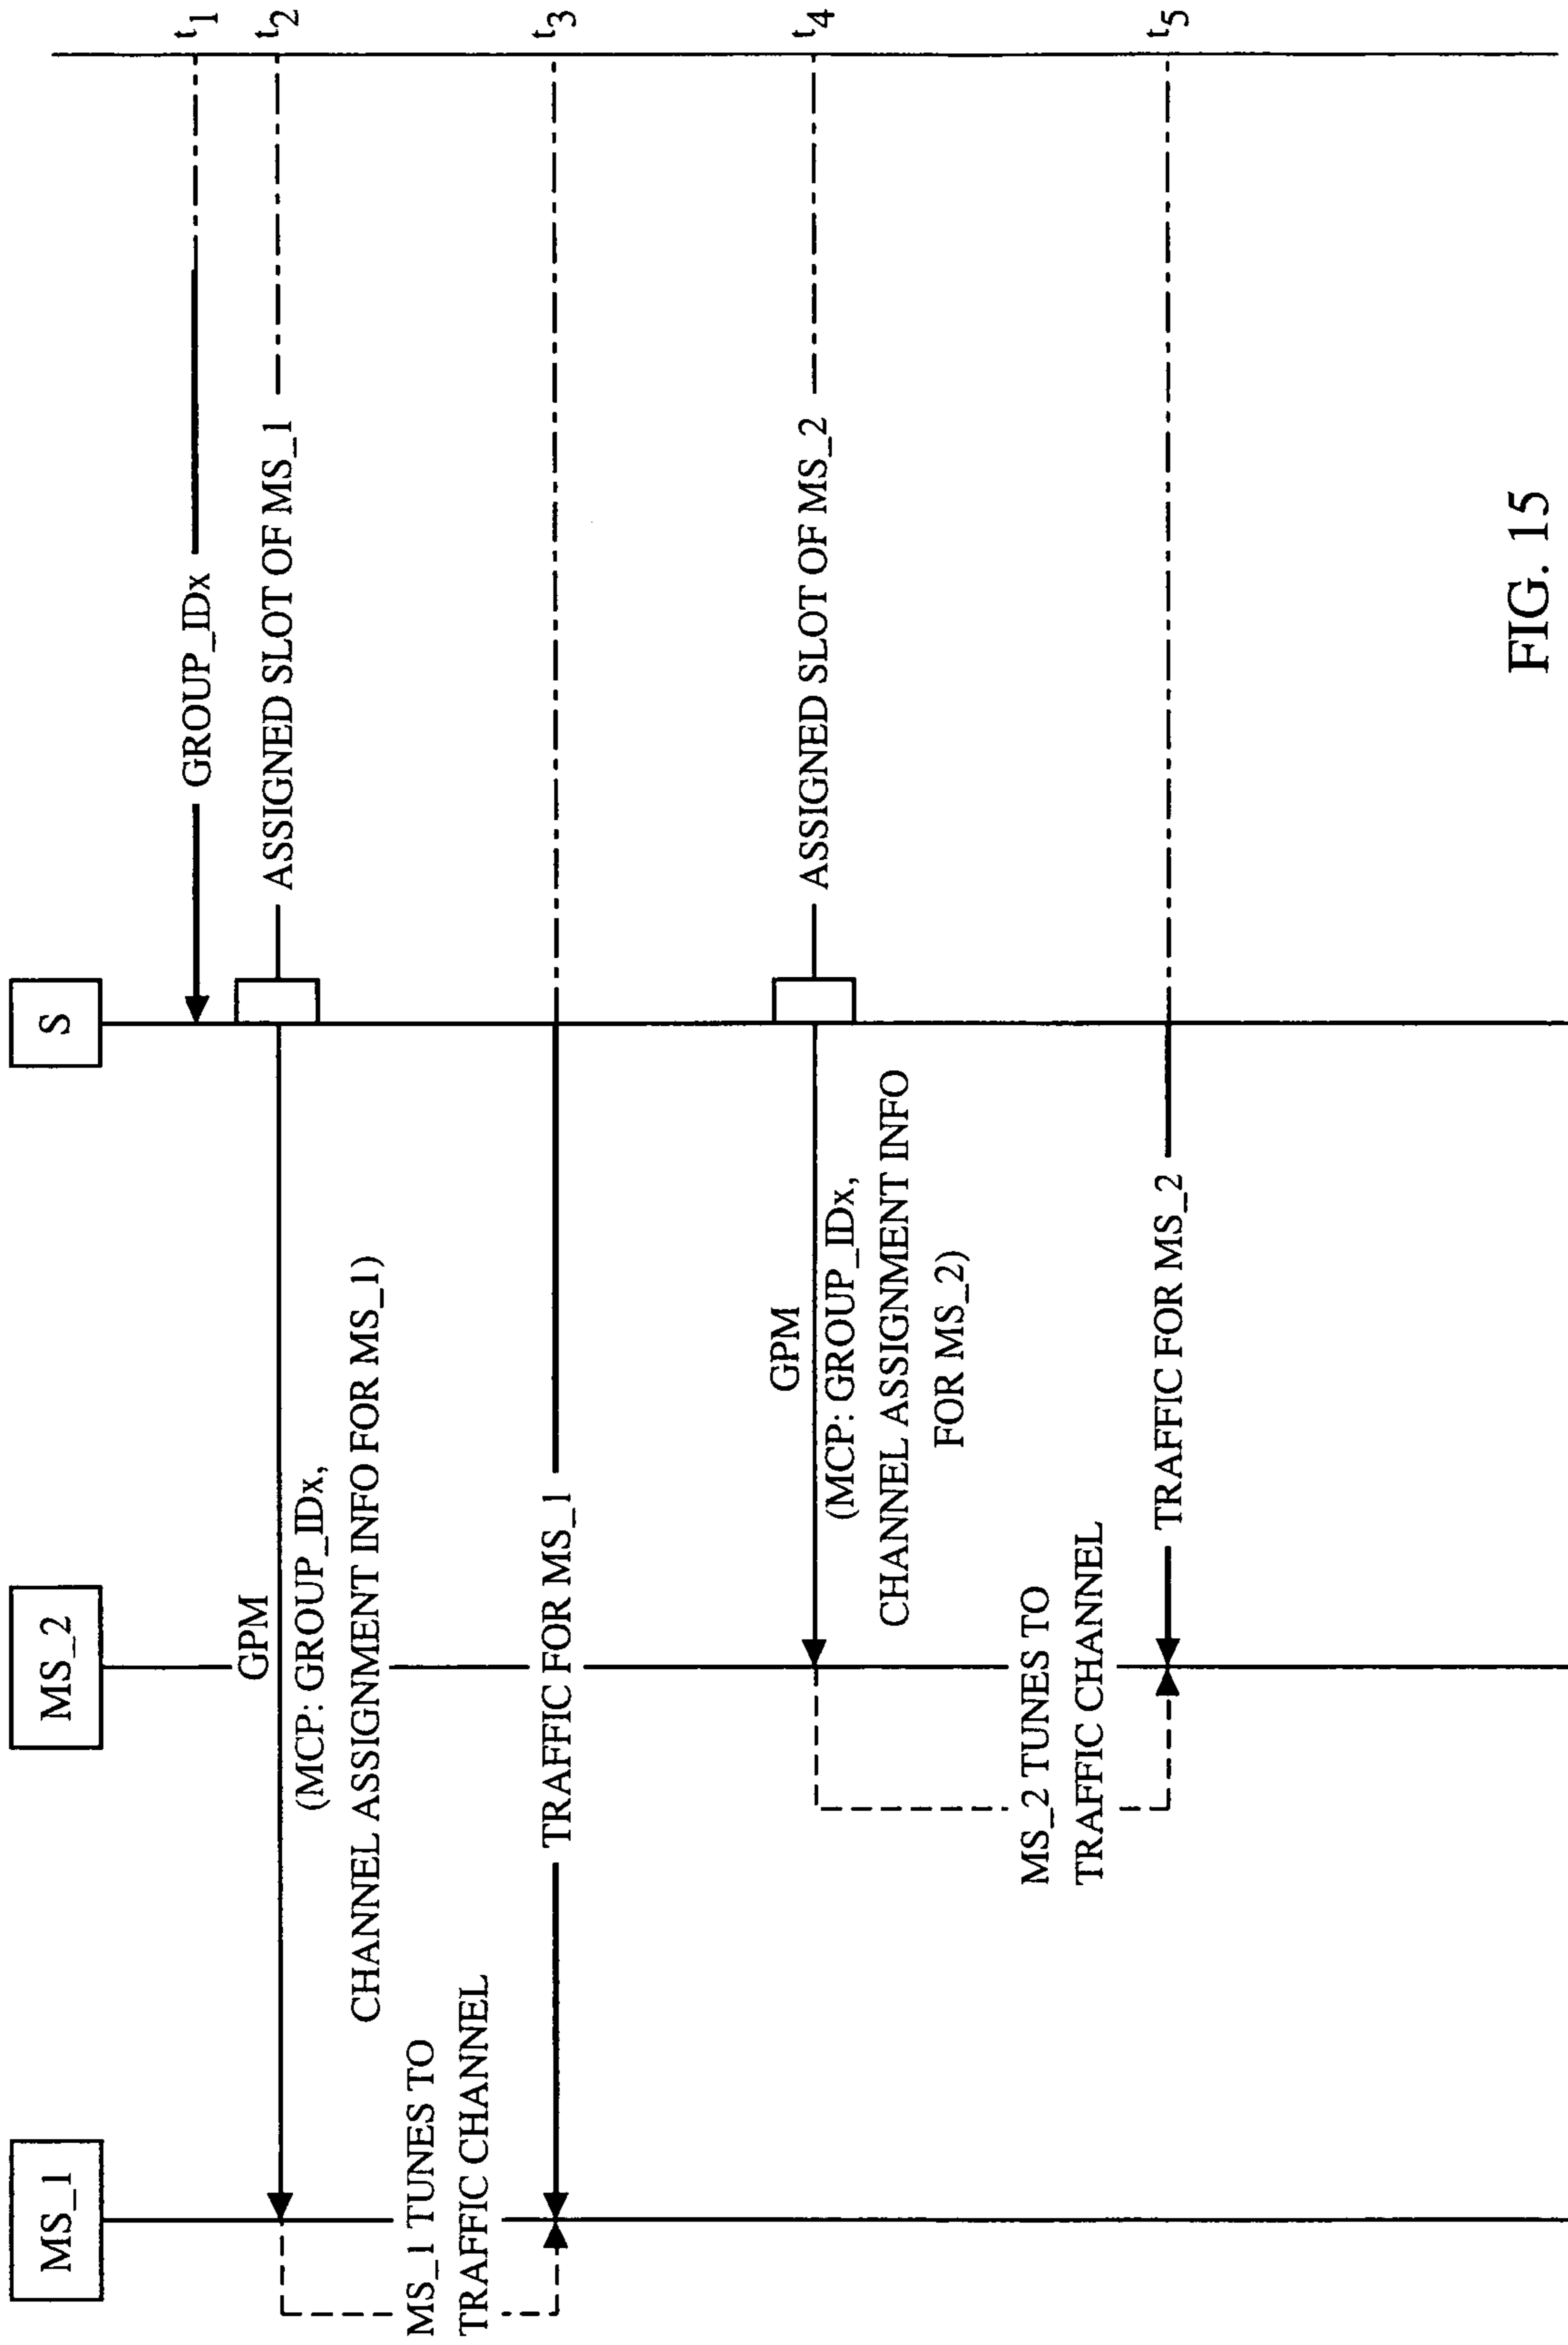 MS_1
MS_2
S
GROUP_IDx
t1
GPM
ASSIGNED SLOT OF MS_1
t2
(MCP: GROUP_IDx,
CHANNEL ASSIGNMENT INFO FOR MS_1)
MS_1 TUNES TO
TRAFFIC CHANNEL
TRAFFIC FOR MS_1
t3
GPM
ASSIGNED SLOT OF MS_2
t4
(MCP: GROUP_IDx,
CHANNEL ASSIGNMENT INFO
FOR MS_2)
MS_2 TUNES TO
TRAFFIC CHANNEL
TRAFFIC FOR MS_2
t5
FIG. 15